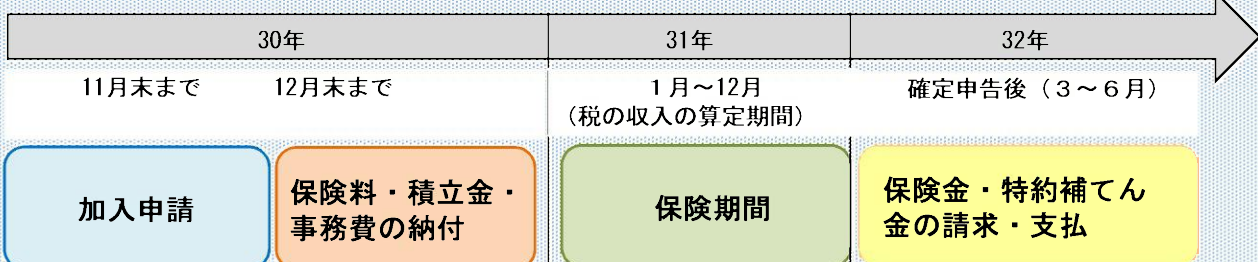 30年 31年 32年
11月末まで 12月末まで 1月~12月 確定申告後(3~6月)
(税の収入の算定期間)
加入申請
保険料・積立金・
事務費の納付
保険期間
保険金・特約補てん
金の請求・支払